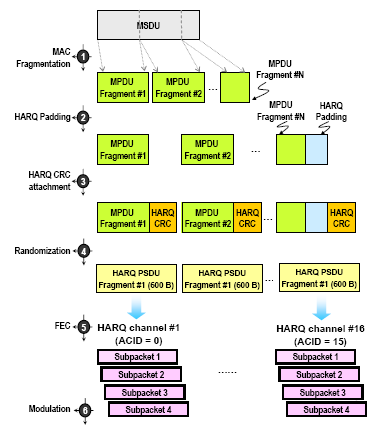 MSDU
MAC
Fragmentation
1
MPDU
Fragment #1
MPDU
Fragment #2
...
MPDU
Fragment #N
HARQ Padding
2
MPDU
Fragment #N
HARQ
Padding
MPDU
Fragment #1
MPDU
Fragment #2
...
HARQ CRC
attachment
3
MPDU
Fragment #1
HARQ
CRC
MPDU
Fragment #2
HARQ
CRC
...
HARQ
CRC
Randomization
4
HARQ PSDU
Fragment #1 (600 B)
HARQ PSDU
Fragment #1 (600 B)
...
HARQ PSDU
Fragment #1 (600 B)
FEC
5
HARQ channel #1
(ACID = 0)
HARQ channel #16
(ACID = 15)
Subpacket 1
Subpacket 2
Subpacket 3
Subpacket 4
......
Subpacket 1
Subpacket 2
Subpacket 3
Subpacket 4
Modulation
6